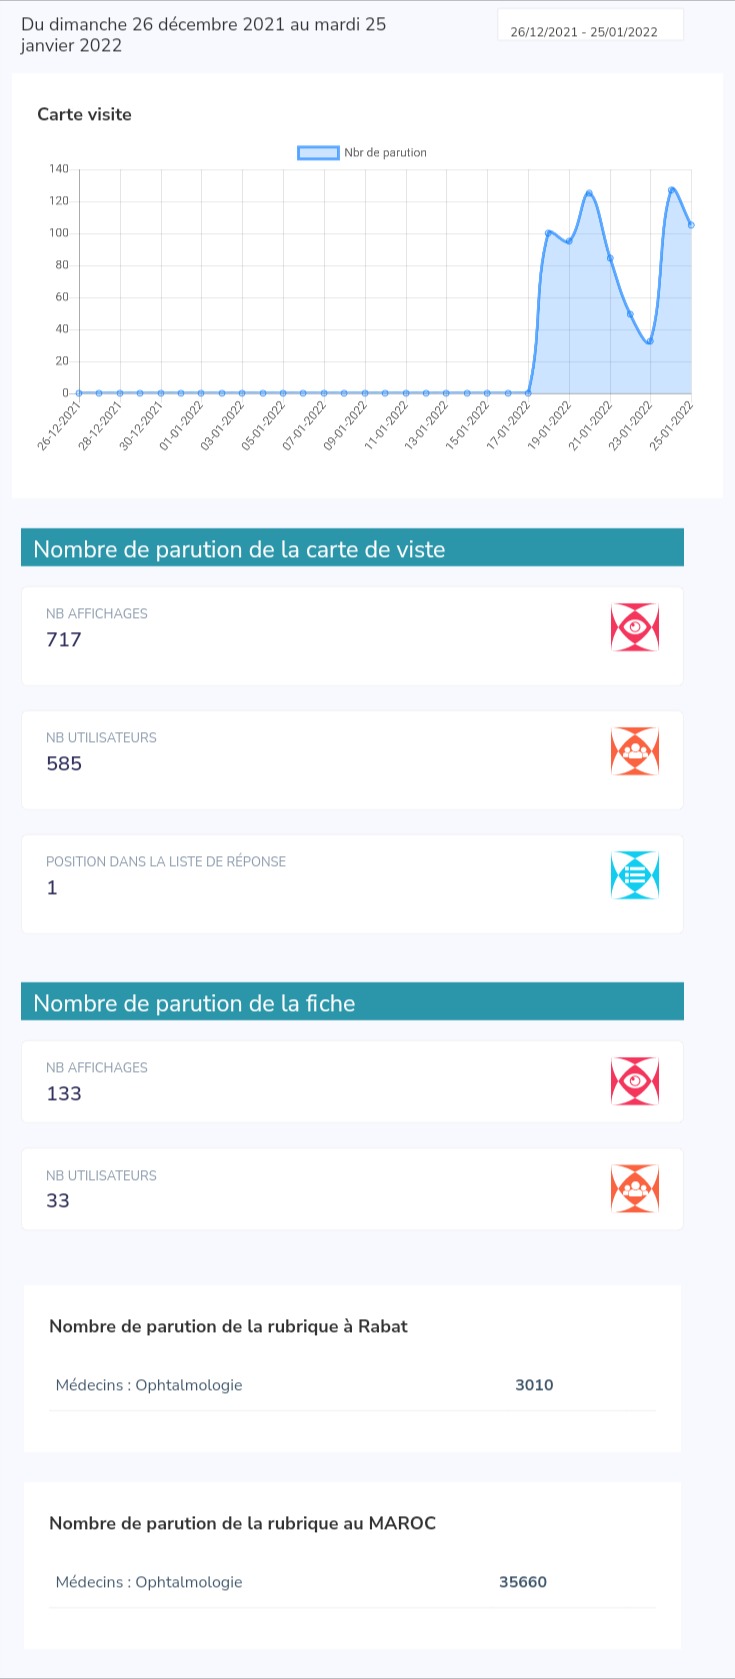 Du dimanche 26 décembre 2021 au mardi 25
janvier 2022
26/12/2021 - 25/01/2022
Carte visite
Nbr de parution
140
120
100
80
60
40
20
0
26-12-2021
28-12-2021
30-12-2021
01-01-2022
03-01-2022
05-01-2022
07-01-2022
09-01-2022
11-01-2022
13-01-2022
15-01-2022
17-01-2022
19-01-2022
21-01-2022
23-01-2022
25-01-2022
Nombre de parution de la carte de viste
NB AFFICHAGES
717
NB UTILISATEURS
585
POSITION DANS LA LISTE DE RÉPONSE
1
Nombre de parution de la fiche
NB AFFICHAGES
133
NB UTILISATEURS
33
Nombre de parution de la rubrique à Rabat
Médecins : Ophtalmologie 3010
Nombre de parution de la rubrique au MAROC
Médecins : Ophtalmologie 35660